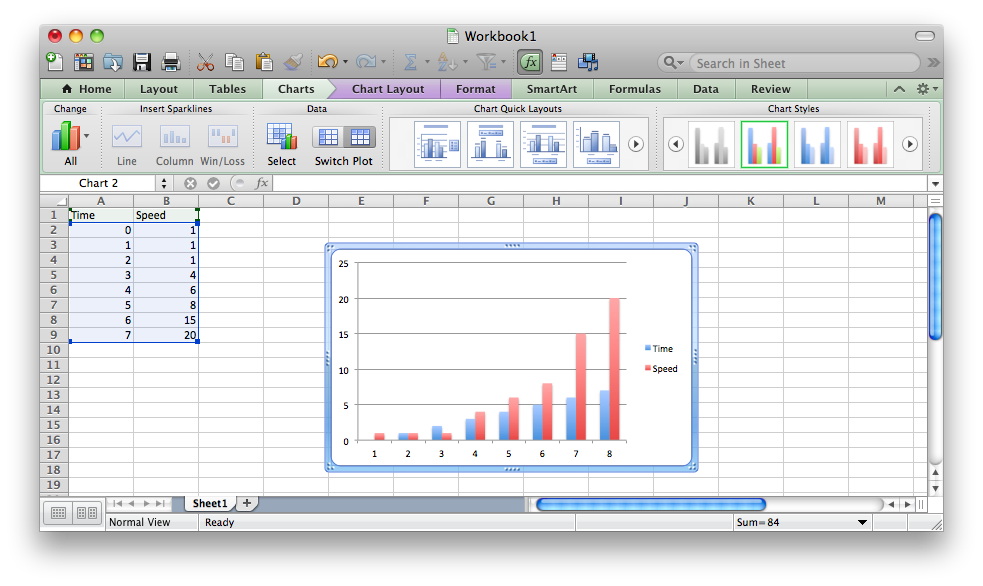 Workbook1
Search in Sheet
Home Layout Tables Charts Chart Layout Format SmartArt Formulas Data Review
Change Insert Sparklines Data Chart Quick Layouts Chart Styles
All Line Column Win/Loss Select Switch Plot
Chart 2 fx
A B C D E F G H I J K L M
1 Time Speed
2 0 1
3 1 1
4 2 1
5 3 4
6 4 6
7 5 8
8 6 15
9 7 20
10
11
12
13
14
15
16
17
18
19
25
20
15
10
5
0
1 2 3 4 5 6 7 8
Time
Speed
Sheet1
Normal View Ready Sum=84